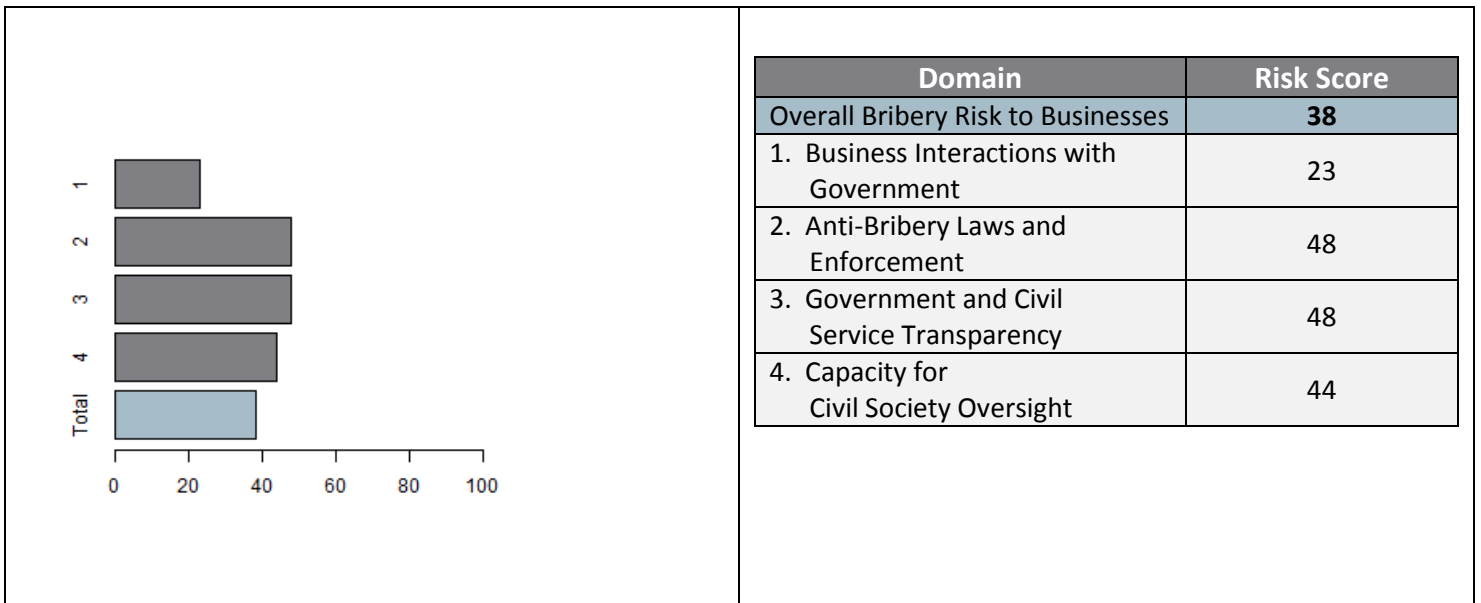 1
2
3
4
Total
0 20 40 60 80 100
Domain Risk Score
Overall Bribery Risk to Businesses 38
1. Business Interactions with
Government 23
2. Anti-Bribery Laws and
Enforcement 48
3. Government and Civil
Service Transparency 48
4. Capacity for
Civil Society Oversight 44